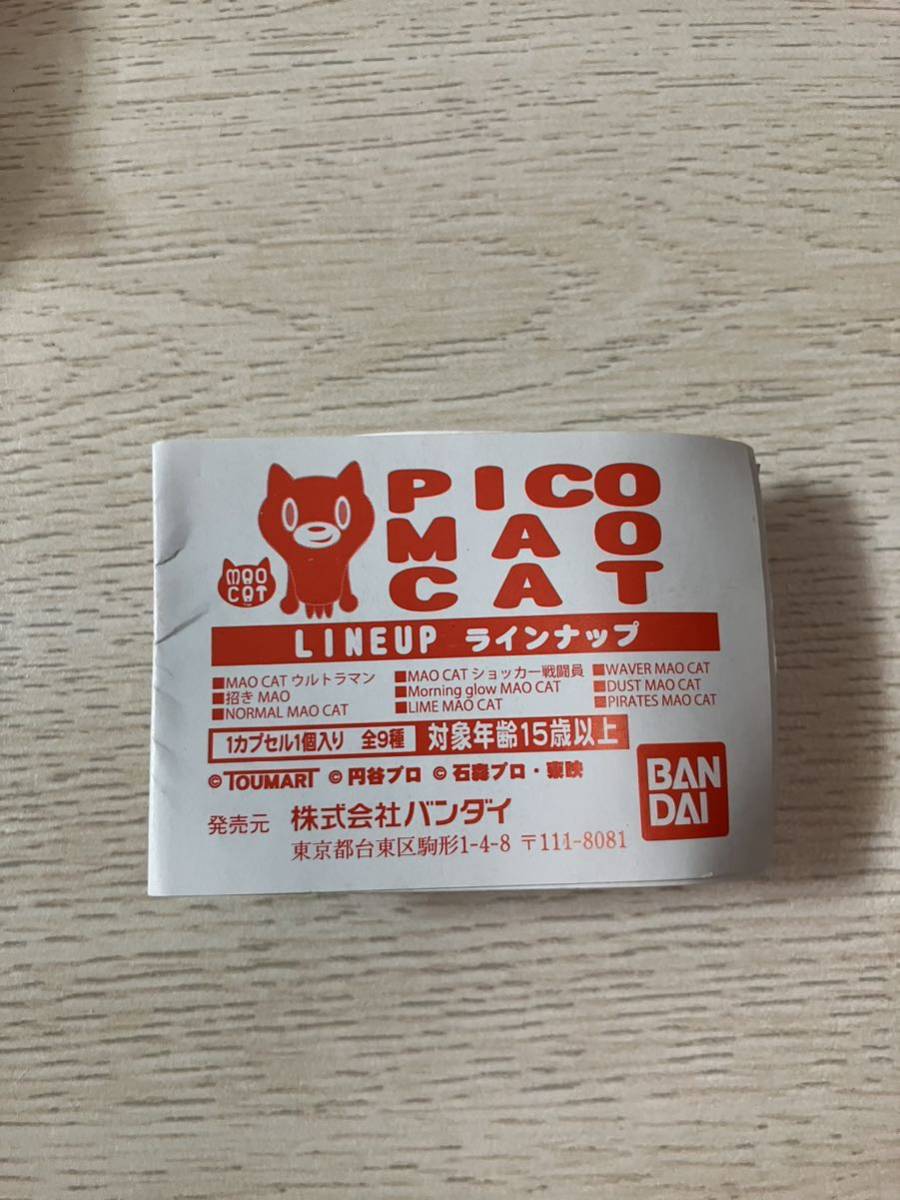 PICO
MAO
CAT
MAO
CAT
LINEUP ラインナップ
■MAO CAT ウルトラマン ■MAO CAT ショッカー戦闘員 ■WAVER MAO CAT
■招き MAO ■Morning glow MAO CAT ■DUST MAO CAT
■NORMAL MAO CAT ■LIME MAO CAT ■PIRATES MAO CAT
1カプセル1個入り 全9種 対象年齢15歳以上
©TOUMART ©円谷プロ ©石森プロ・東映
発売元 株式会社バンダイ
東京都台東区駒形1-4-8 〒111-8081
BAN
DAI